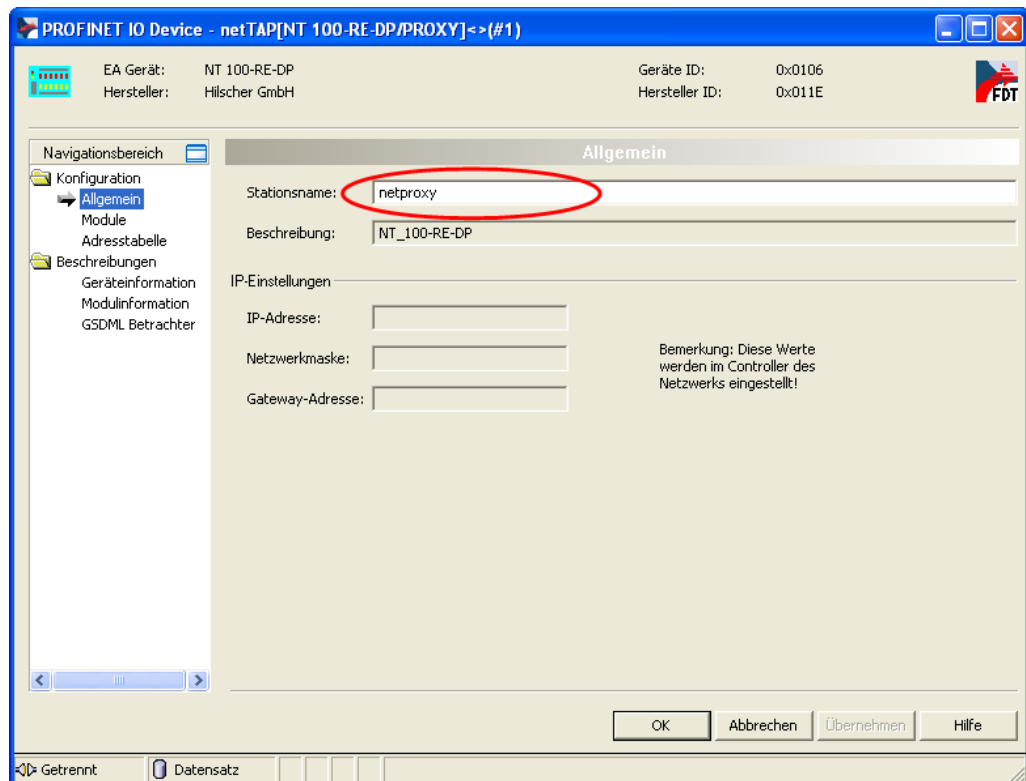 PROFINET IO Device - netTAP[NT 100-RE-DP/PROXY]<>(#1)
EA Gerät: NT 100-RE-DP Geräte ID: 0x0106
Hersteller: Hilscher GmbH Hersteller ID: 0x011E
FDT
Navigationsbereich
Konfiguration
Allgemein
Module
Adresstabelle
Beschreibungen
Geräteinformation
Modulinformation
GSDML Betrachter
Allgemein
Stationsname: netproxy
Beschreibung: NT_100-RE-DP
IP-Einstellungen
IP-Adresse:
Netzwerkmaske:
Gateway-Adresse:
Bemerkung: Diese Werte
werden im Controller des
Netzwerks eingestellt!
OK Abbrechen Übernehmen Hilfe
Getrennt Datensatz